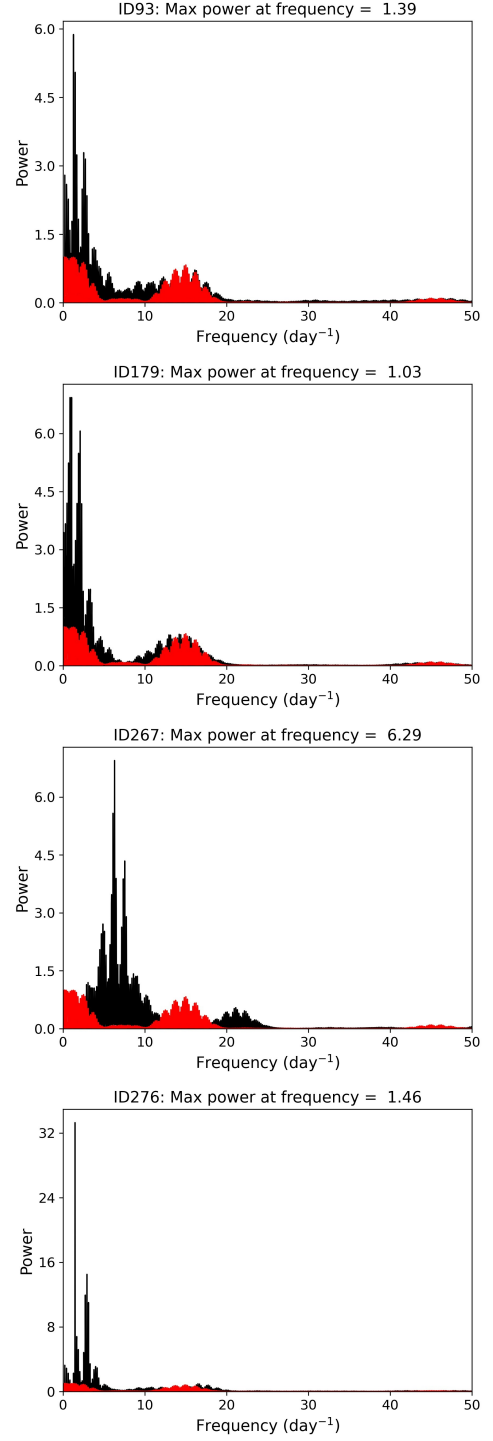 ID93: Max power at frequency = 1.39
6.0
4.5
3.0
1.5
0.0
Power
0 10 20 30 40 50
Frequency (day⁻¹)
ID179: Max power at frequency = 1.03
6.0
4.5
3.0
1.5
0.0
Power
0 10 20 30 40 50
Frequency (day⁻¹)
ID267: Max power at frequency = 6.29
6.0
4.5
3.0
1.5
0.0
Power
0 10 20 30 40 50
Frequency (day⁻¹)
ID276: Max power at frequency = 1.46
32
24
16
8
0
Power
0 10 20 30 40 50
Frequency (day⁻¹)